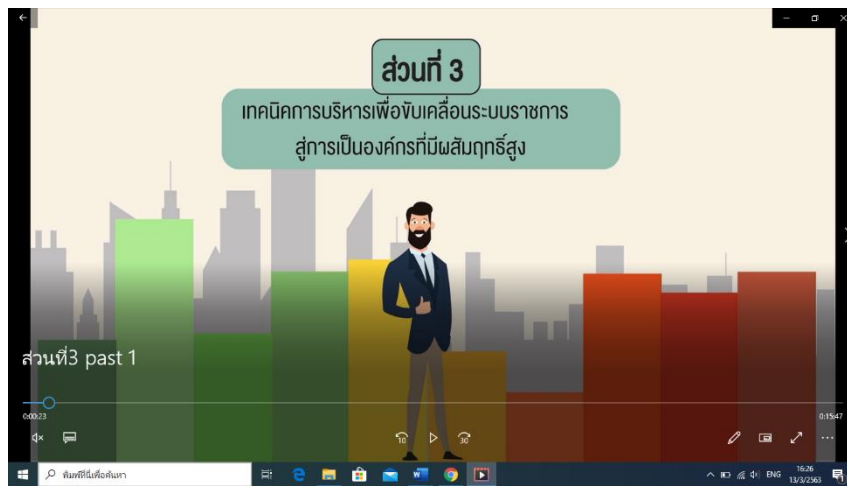 ส่วนที่ 3
เทคนิคการบริหารเพื่อขับเคลื่อนระบบราชการ
สู่การเป็นองค์กรที่มีผสัมฤทธิ์สูง
ส่วนที่3 past 1
0:00:23
0:15:47
10
30
พิมพ์ที่นี่เพื่อค้นหา
ENG
16:26
13/3/2563